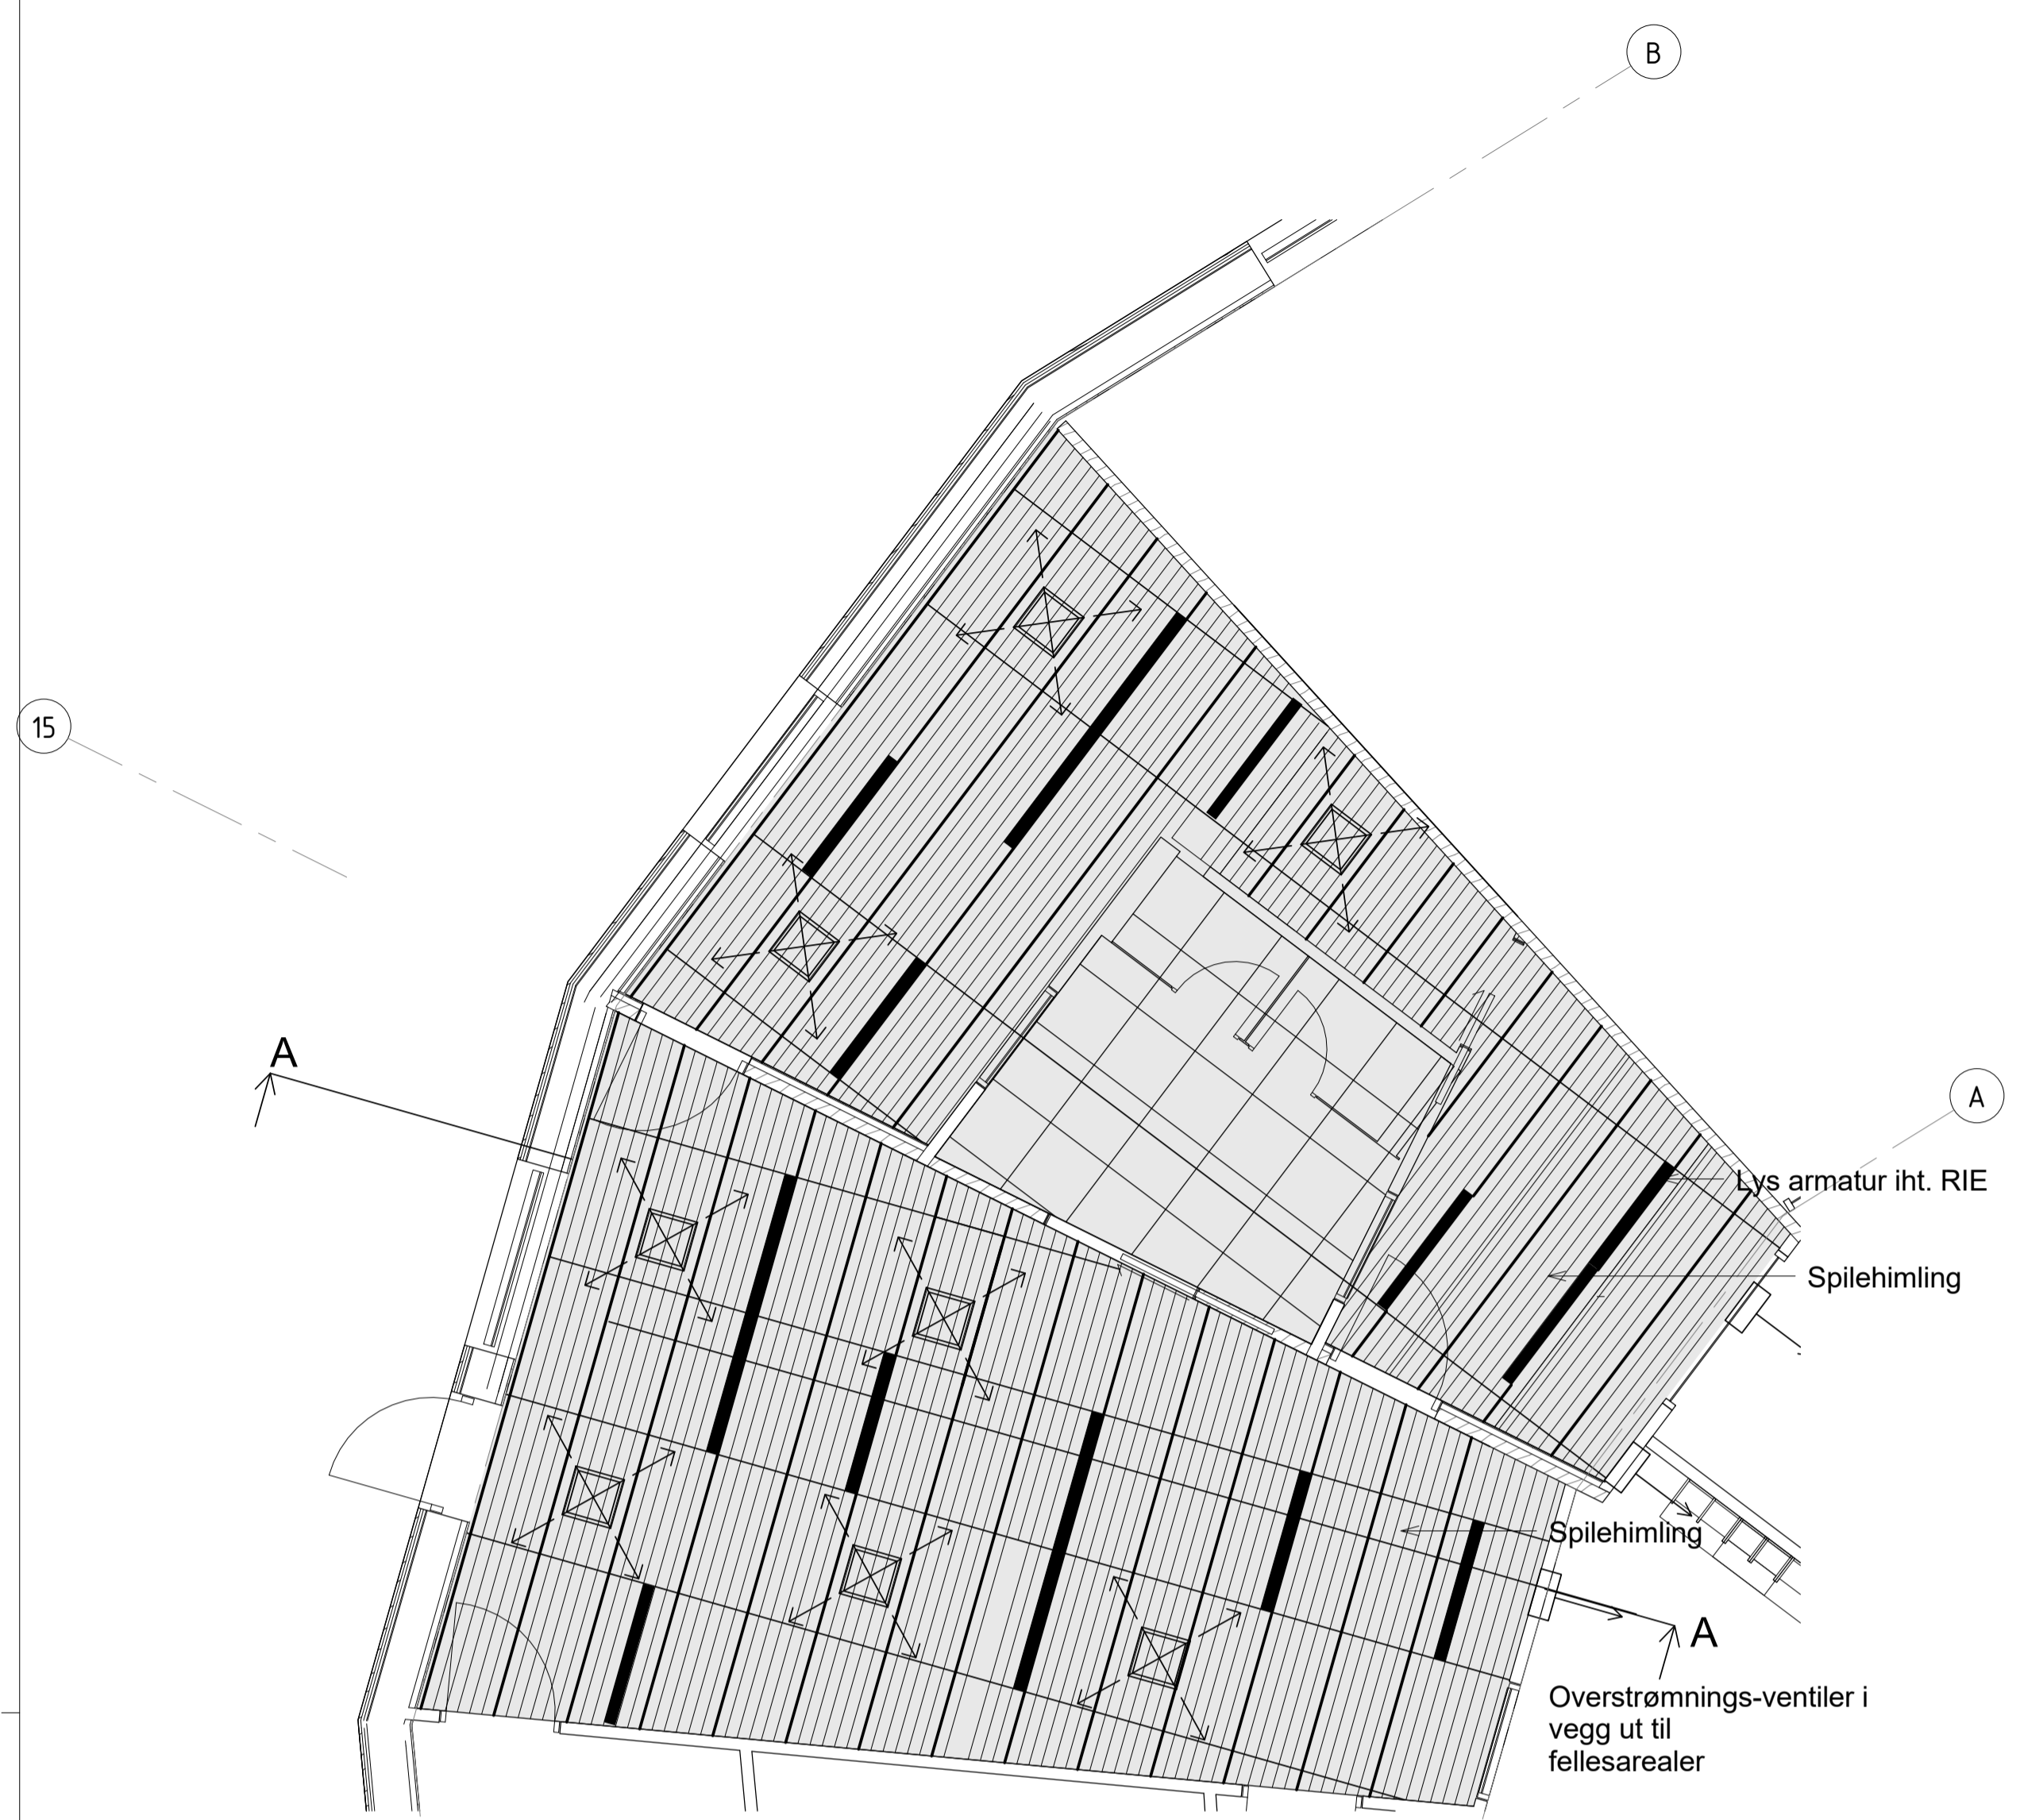 B
15
A
A
Lys armatur iht. RIE
Spilehimling
Spilehimling
A
Overstrømnings-ventiler i
vegg ut til
fellesarealer